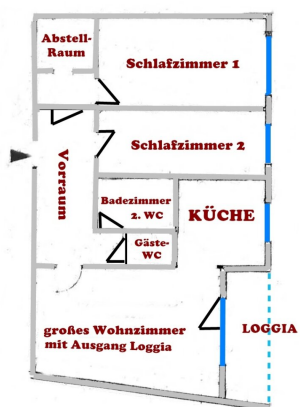 Abstell-
Raum
Schlafzimmer 1
Schlafzimmer 2
Vorraum
Badezimmer
2. WC
KÜCHE
Gäste-
WC
großes Wohnzimmer
mit Ausgang Loggia
LOGGIA